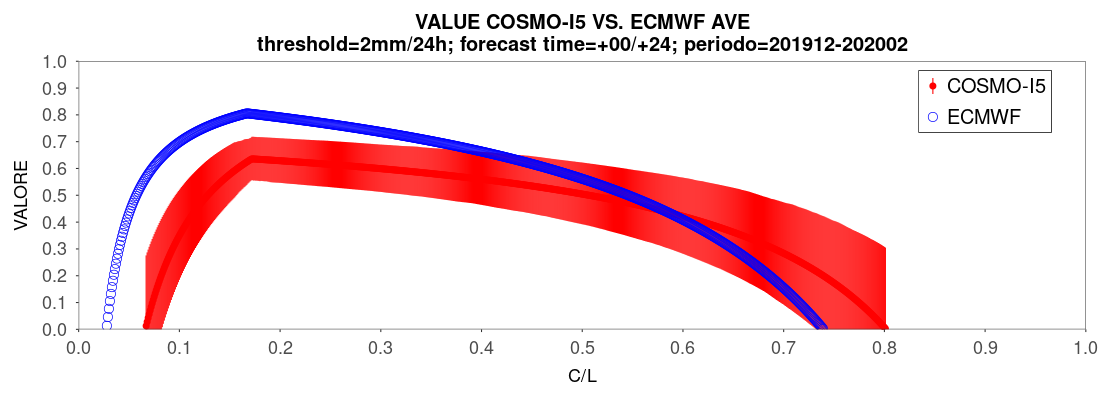 VALUE COSMO-I5 VS. ECMWF AVE
threshold=2mm/24h; forecast time=+00/+24; periodo=201912-202002
COSMO-I5
ECMWF
VALORE
1.0
0.9
0.8
0.7
0.6
0.5
0.4
0.3
0.2
0.1
0.0
0.0 0.1 0.2 0.3 0.4 0.5 0.6 0.7 0.8 0.9 1.0
C/L